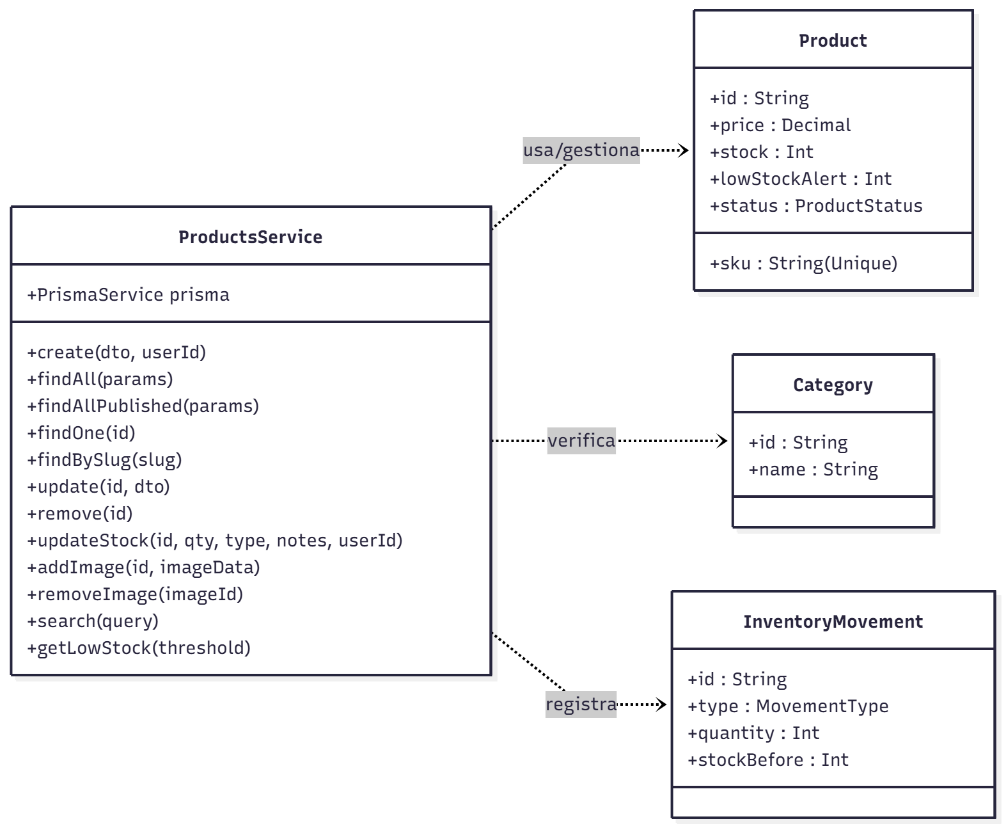 Product
+id : String
+price : Decimal
+stock : Int
+lowStockAlert : Int
+status : ProductStatus
+sku : String(Unique)
usa/gestiona
ProductsService
+PrismaService prisma
+create(dto, userId)
+findAll(params)
+findAllPublished(params)
+findOne(id)
+findBySlug(slug)
+update(id, dto)
+remove(id)
+updateStock(id, qty, type, notes, userId)
+addImage(id, imageData)
+removeImage(imageId)
+search(query)
+getLowStock(threshold)
verifica
Category
+id : String
+name : String
registra
InventoryMovement
+id : String
+type : MovementType
+quantity : Int
+stockBefore : Int